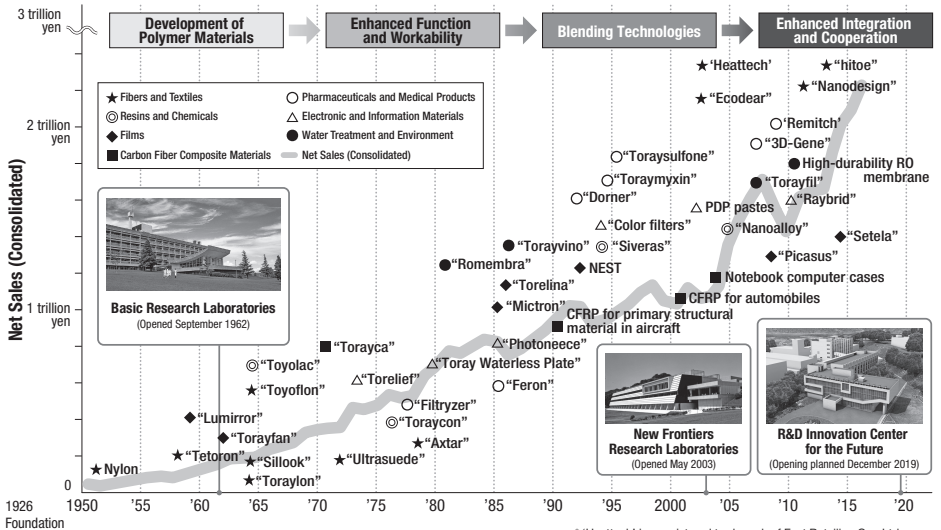 3 trillion
yen
Development of
Polymer Materials
Enhanced Function
and Workability
Blending Technologies
Enhanced Integration
and Cooperation
Fibers and Textiles
Resins and Chemicals
Films
Carbon Fiber Composite Materials
Pharmaceuticals and Medical Products
Electronic and Information Materials
Water Treatment and Environment
Net Sales (Consolidated)
Net Sales (Consolidated)
2 trillion
yen
1 trillion
yen
0
'Heattech'
"Ecodear"
"hitoe"
"Nanodesign"
'Remitch'
"3D-Gene"
High-durability RO
membrane
"Torayfil"
"Raybrid"
"Toraysulfone"
"Toraymyxin"
"Dorner"
PDP pastes
"Color filters"
"Siveras"
"Nanoalloy"
"Setela"
"Picasus"
"Torayvino"
"Romembra"
NEST
"Torelina"
"Mictron"
Notebook computer
cases
CFRP for automobiles
CFRP for primary structural
material in aircraft
Basic Research Laboratories
(Opened September 1962)
"Torayca"
"Photoneece"
"Toray Waterless Plate"
"Toyolac"
"Torelief"
"Toyoflon"
"Feron"
"Filtryzer"
"Toraycon"
"Lumirror"
"Torayfan"
"Axtar"
"Tetoron"
"Sillook"
"Ultrasuede"
Nylon
"Toraylon"
New Frontiers
Research Laboratories
(Opened May 2003)
R&D Innovation Center
for the Future
(Opening planned December 2019)
1926
Foundation
1950
'55
'60
'65
'70
'75
'80
'85
'90
'95
2000
'05
'10
'15
'20